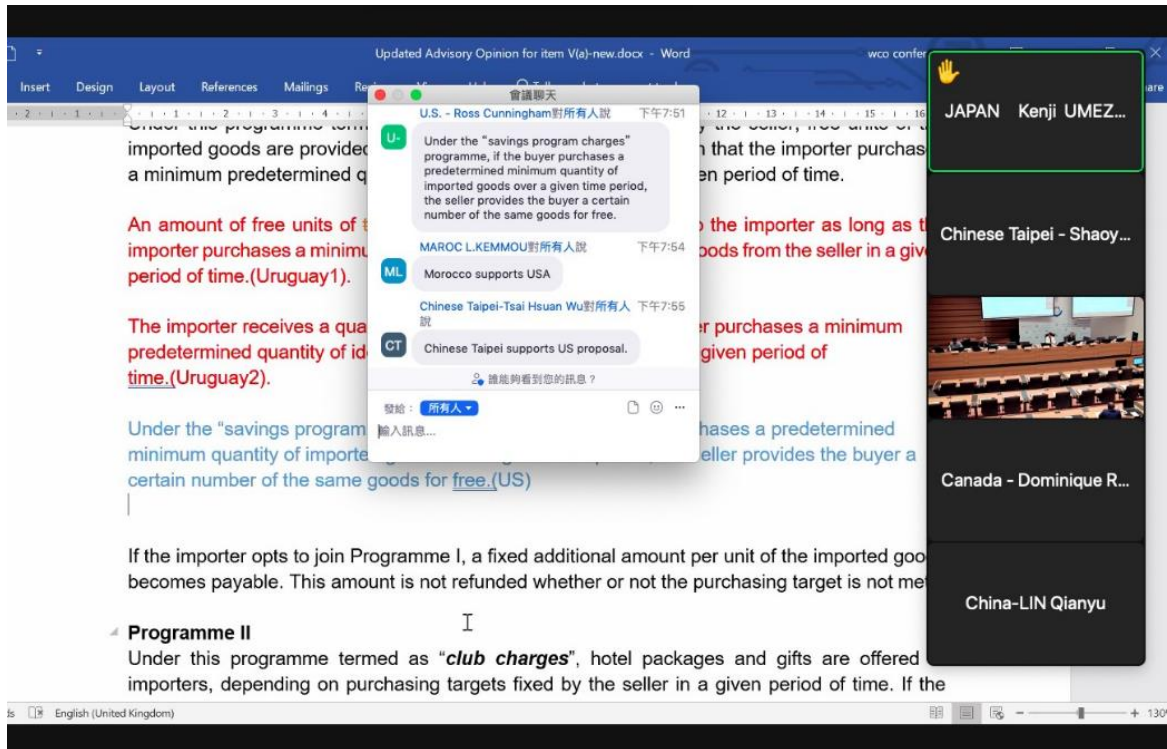 Updated Advisory Opinion for item V(a)-new.docx - Word
wco confer
Insert Design Layout References Mailings
imported goods are provided
that the importer purchas
a minimum predetermined q
en period of time.
An amount of free units of
the importer as long as t
importer purchases a minimu
oods from the seller in a giv
period of time.(Uruguay1).
The importer receives a qua
er purchases a minimum
predetermined quantity of id
given period of
time.(Uruguay2).
Under the “savings program
hases a predetermined
minimum quantity of importe
eller provides the buyer a
certain number of the same goods for free.(US)
If the importer opts to join Programme I, a fixed additional amount per unit of the imported goo
becomes payable. This amount is not refunded whether or not the purchasing target is not me
Programme II
Under this programme termed as “club charges”, hotel packages and gifts are offered
importers, depending on purchasing targets fixed by the seller in a given period of time. If the
English (United Kingdom)
130
會議聊天
U.S. - Ross Cunningham對所有人說 下午7:51
U-
Under the “savings program charges”
programme, if the buyer purchases a
predetermined minimum quantity of
imported goods over a given time period,
the seller provides the buyer a certain
number of the same goods for free.
MAROC L.KEMMOU對所有人說 下午7:54
ML
Morocco supports USA
Chinese Taipei-Tsai Hsuan Wu對所有人 下午7:55
說
CT
Chinese Taipei supports US proposal.
誰能夠看到您的訊息？
發給： 所有人
輸入訊息...
JAPAN Kenji UMEZ...
Chinese Taipei - Shaoy...
Canada - Dominique R...
China-LIN Qianyu